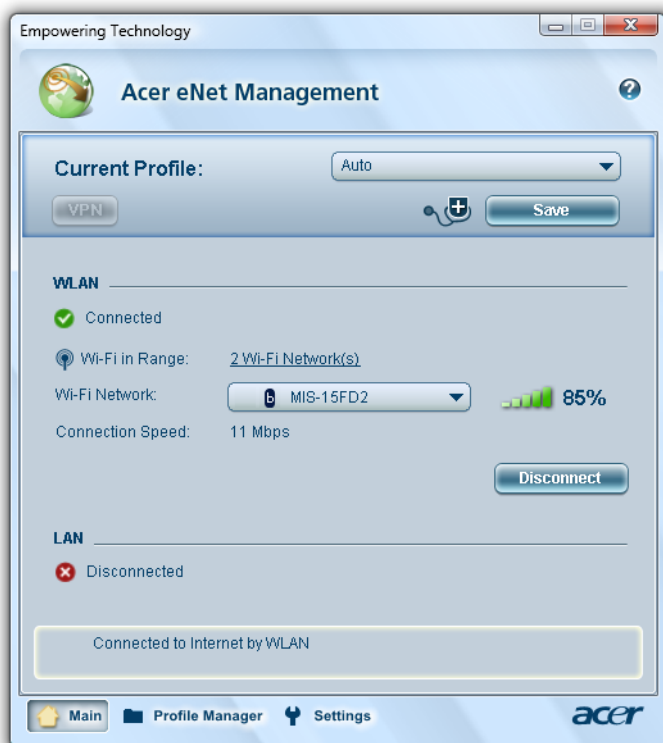 Empowering Technology
Acer eNet Management
Current Profile: Auto
VPN Save
WLAN
Connected
Wi-Fi in Range: 2 Wi-Fi Network(s)
Wi-Fi Network: b MIS-15FD2 85%
Connection Speed: 11 Mbps
Disconnect
LAN
Disconnected
Connected to Internet by WLAN
Main Profile Manager Settings acer